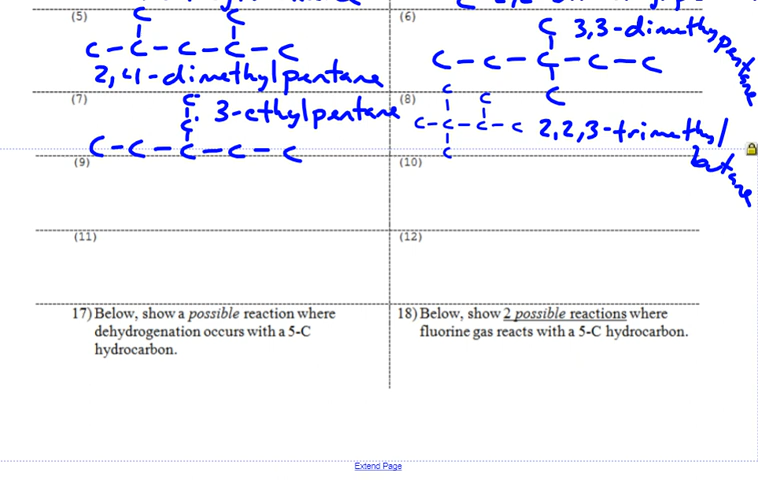 (5)
C
C
C – C – C – C – C
2,4-dimethylpentane
(6)
C
3,3-dimethylpentane
C – C – C – C – C
C
(7)
C
C
3-ethylpentane
C – C – C – C – C
(8)
C
C
C – C – C – C
C
2,2,3-trimethylbutane
(9)
(10)
(11)
(12)
17) Below, show a possible reaction where
dehydrogenation occurs with a 5-C
hydrocarbon.
18) Below, show 2 possible reactions where
fluorine gas reacts with a 5-C hydrocarbon.
Extend Page